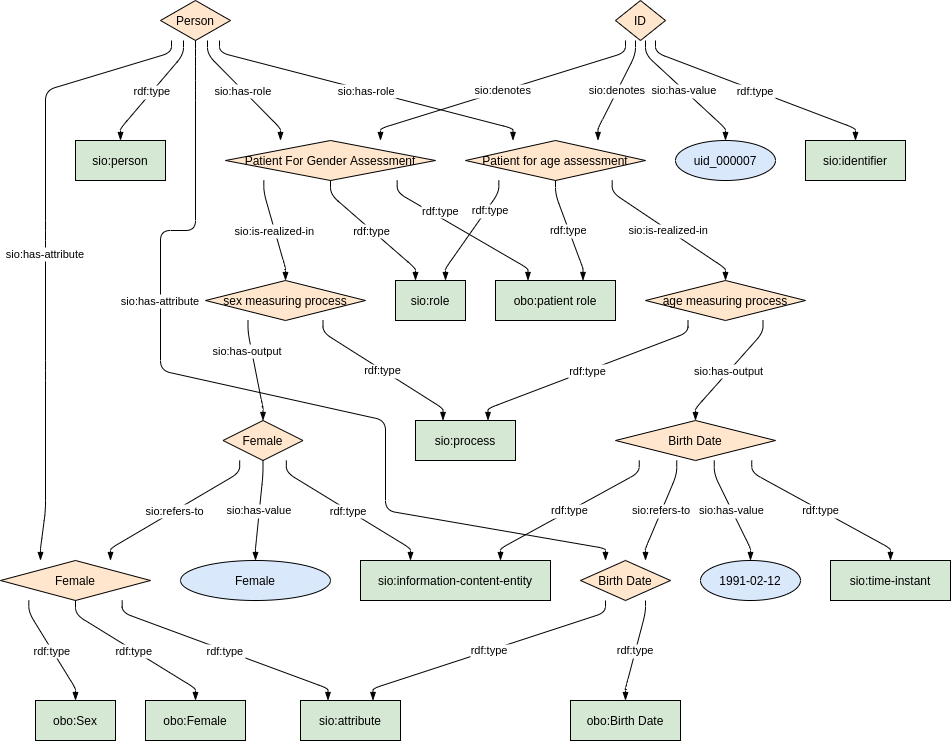 Person
ID
rdf:type
sio:has-role
sio:has-role
sio:denotes
sio:denotes
sio:has-value
rdf:type
sio:person
Patient For Gender Assessment
Patient for age assessment
uid_000007
sio:identifier
rdf:type
rdf:type
sio:is-realized-in
rdf:type
rdf:type
sio:is-realized-in
sio:has-attribute
sio:has-attribute
sex measuring process
sio:role
obo:patient role
age measuring process
sio:has-output
rdf:type
rdf:type
sio:has-output
Female
sio:process
Birth Date
sio:refers-to
sio:has-value
rdf:type
rdf:type
sio:refers-to
sio:has-value
rdf:type
Female
Female
sio:information-content-entity
Birth Date
1991-02-12
sio:time-instant
rdf:type
rdf:type
rdf:type
rdf:type
rdf:type
obo:Sex
obo:Female
sio:attribute
obo:Birth Date